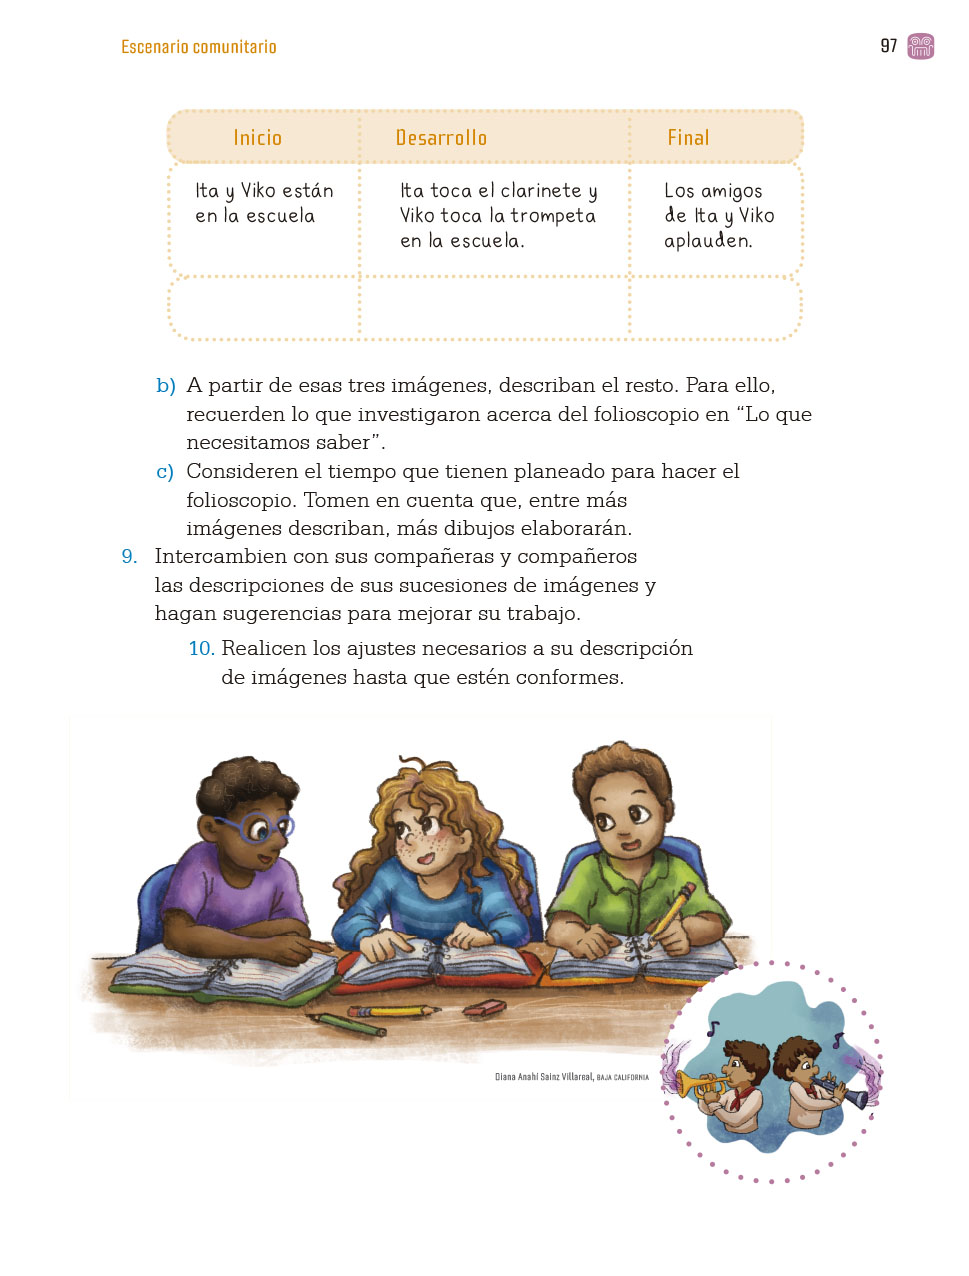 Escenario comunitario
97
Inicio
Desarrollo
Final
Ita y Viko están
en la escuela
Ita toca el clarinete y
Viko toca la trompeta
en la escuela.
Los amigos
de Ita y Viko
aplauden.
b) A partir de esas tres imágenes, describan el resto. Para ello,
recuerden lo que investigaron acerca del folioscopio en “Lo que
necesitamos saber”.
c) Consideren el tiempo que tienen planeado para hacer el
folioscopio. Tomen en cuenta que, entre más
imágenes describan, más dibujos elaborarán.
9. Intercambien con sus compañeras y compañeros
las descripciones de sus sucesiones de imágenes y
hagan sugerencias para mejorar su trabajo.
10. Realicen los ajustes necesarios a su descripción
de imágenes hasta que estén conformes.
Diana Anahí Sainz Villareal, BAJA CALIFORNIA